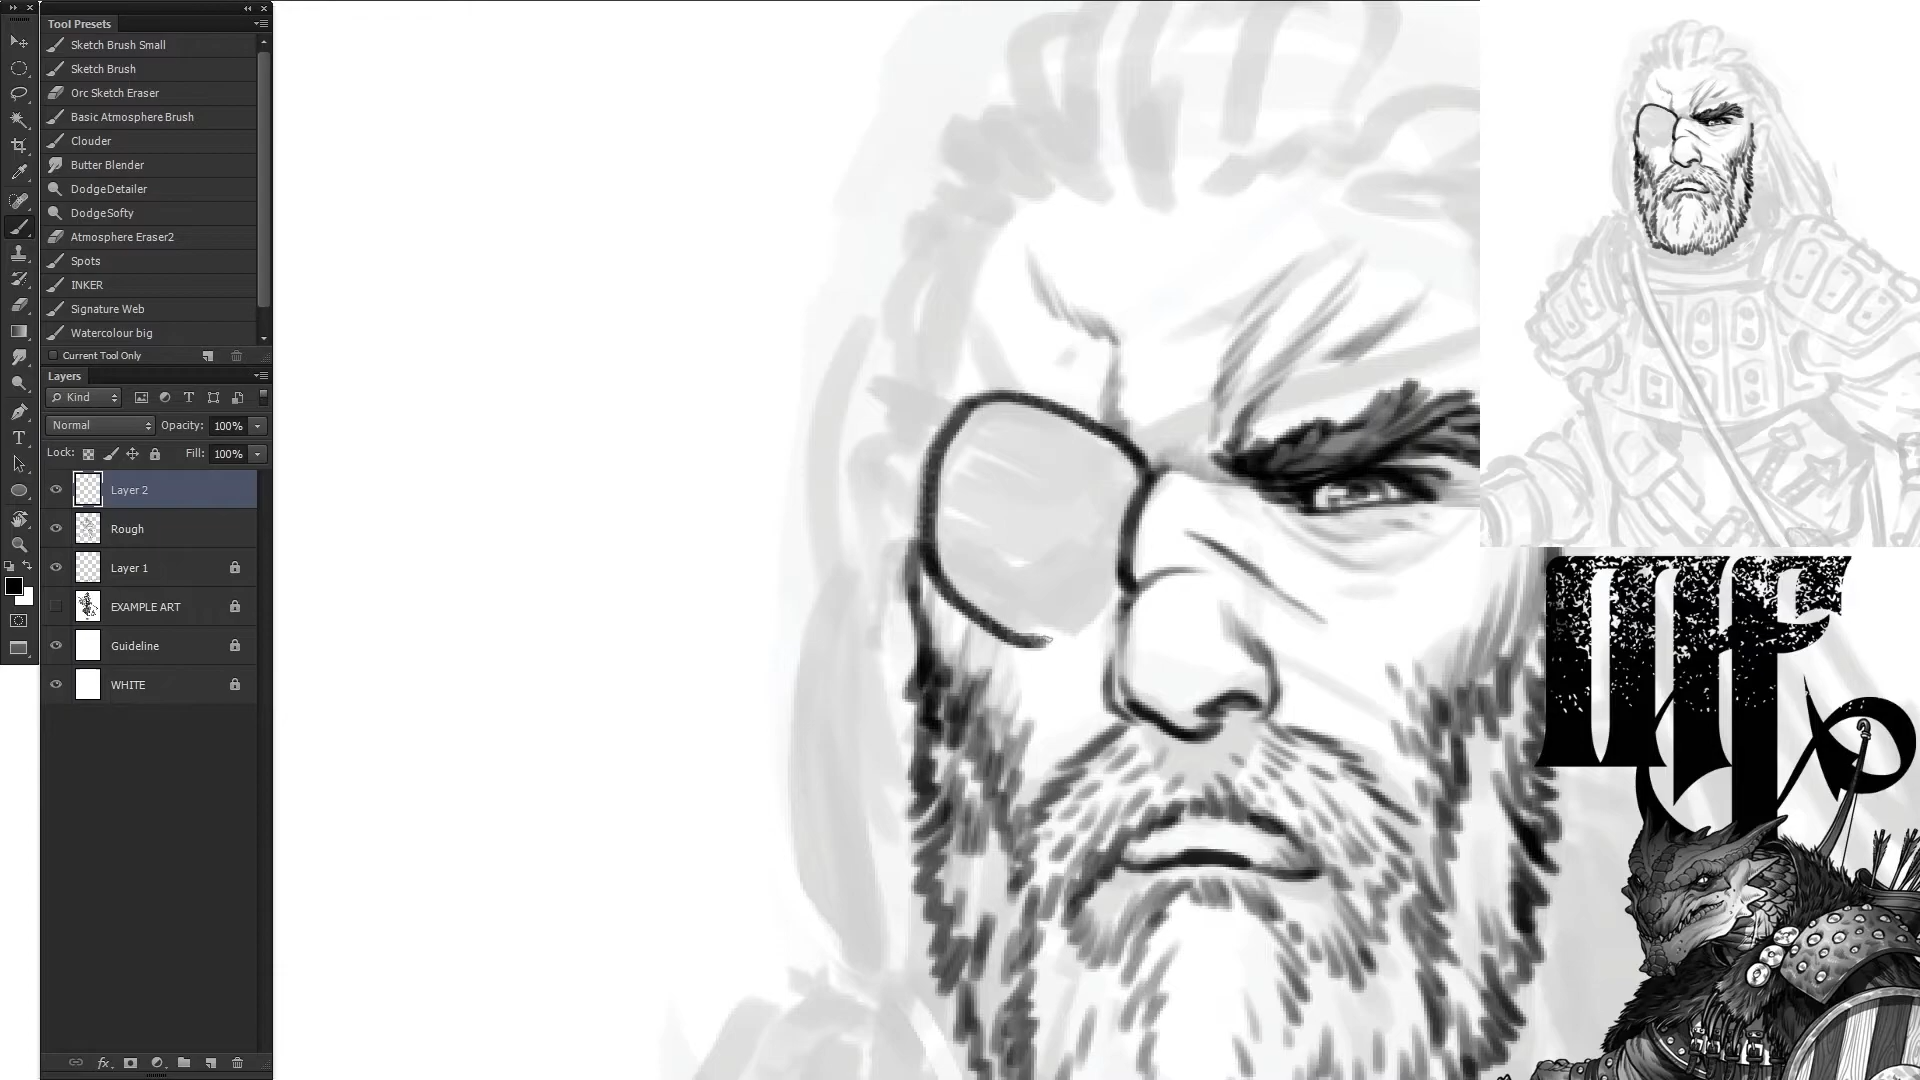 Tool Presets
Sketch Brush Small
Sketch Brush
Orc Sketch Eraser
Basic Atmosphere Brush
Clouder
Butter Blender
DodgeDetailer
DodgeSofty
Atmosphere Eraser2
Spots
INKER
Signature Web
Watercolour big
Current Tool Only
Layers
Kind
Normal Opacity: 100%
Lock: Fill: 100%
Layer 2
Rough
Layer 1
EXAMPLE ART
Guideline
WHITE
fx